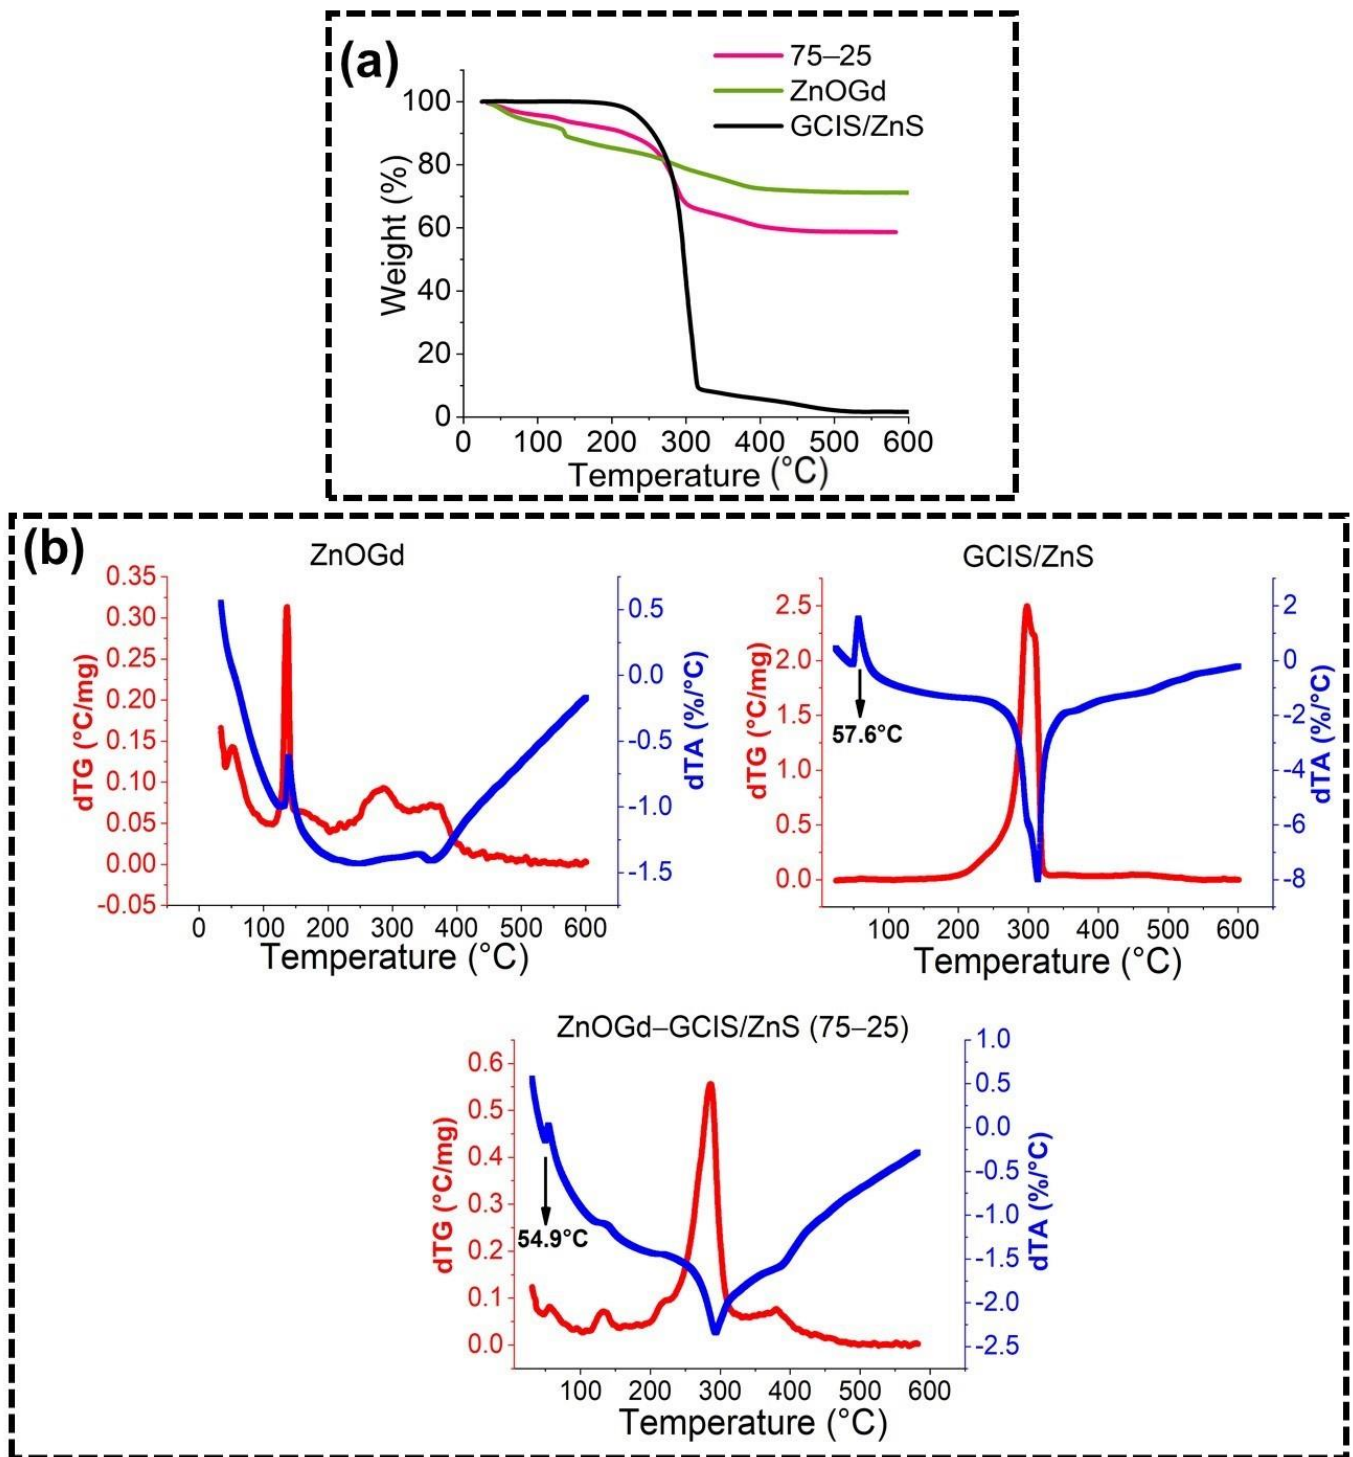 (a)
75–25
ZnOGd
GCIS/ZnS
100
80
60
40
20
0
Weight (%)
0 100 200 300 400 500 600
Temperature (°C)
(b)
ZnOGd
0.35
0.30
0.25
0.20
0.15
0.10
0.05
0.00
-0.05
dTG (°C/mg)
0.5
0.0
-0.5
-1.0
-1.5
dTA (%/°C)
0 100 200 300 400 500 600
Temperature (°C)
GCIS/ZnS
2.5
2.0
1.5
1.0
0.5
0.0
dTG (°C/mg)
57.6°C
2
0
-2
-4
-6
-8
dTA (%/°C)
100 200 300 400 500 600
Temperature (°C)
ZnOGd–GCIS/ZnS (75–25)
0.6
0.5
0.4
0.3
0.2
0.1
0.0
dTG (°C/mg)
54.9°C
1.0
0.5
0.0
-0.5
-1.0
-1.5
-2.0
-2.5
dTA (%/°C)
100 200 300 400 500 600
Temperature (°C)